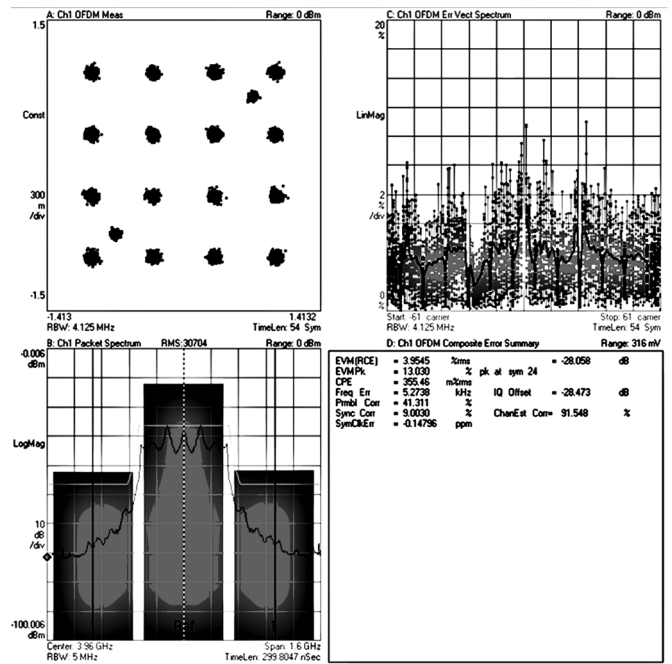 A: Ch1 OFDM Meas Range: 0 dBm
1.5
Const
300
m
/div
-1.5
-1.413 1.4132
RBW: 4.125 MHz TimeLen: 54 Sym
C: Ch1 OFDM Err Vect Spectrum Range: 0 dBm
20
%
LinMag
2
%
/div
0
%
Start: -61 carrier Stop: 61 carrier
RBW: 4.125 MHz TimeLen: 54 Sym
B: Ch1 Packet Spectrum RMS:30704 Range: 0 dBm
-0.006
dBm
LogMag
10
dB
/div
-100.006
dBm
Ref
1
Center: 3.96 GHz Span: 1.6 GHz
RBW: 5 MHz TimeLen: 299.8047 nSec
D: Ch1 OFDM Composite Error Summary Range: 316 mV
EVM(RCE) = 3.9545 %rms = -28.058 dB
EVMPk = 13.030 % pk at sym 24
CPE = 355.46 m%rms
Freq Err = 5.2738 kHz IQ Offset = -28.473 dB
Prmbl Corr = 41.311 %
Sync Corr = 9.0030 % ChanEst Corr= 91.548 %
SymClkErr = -0.14796 ppm